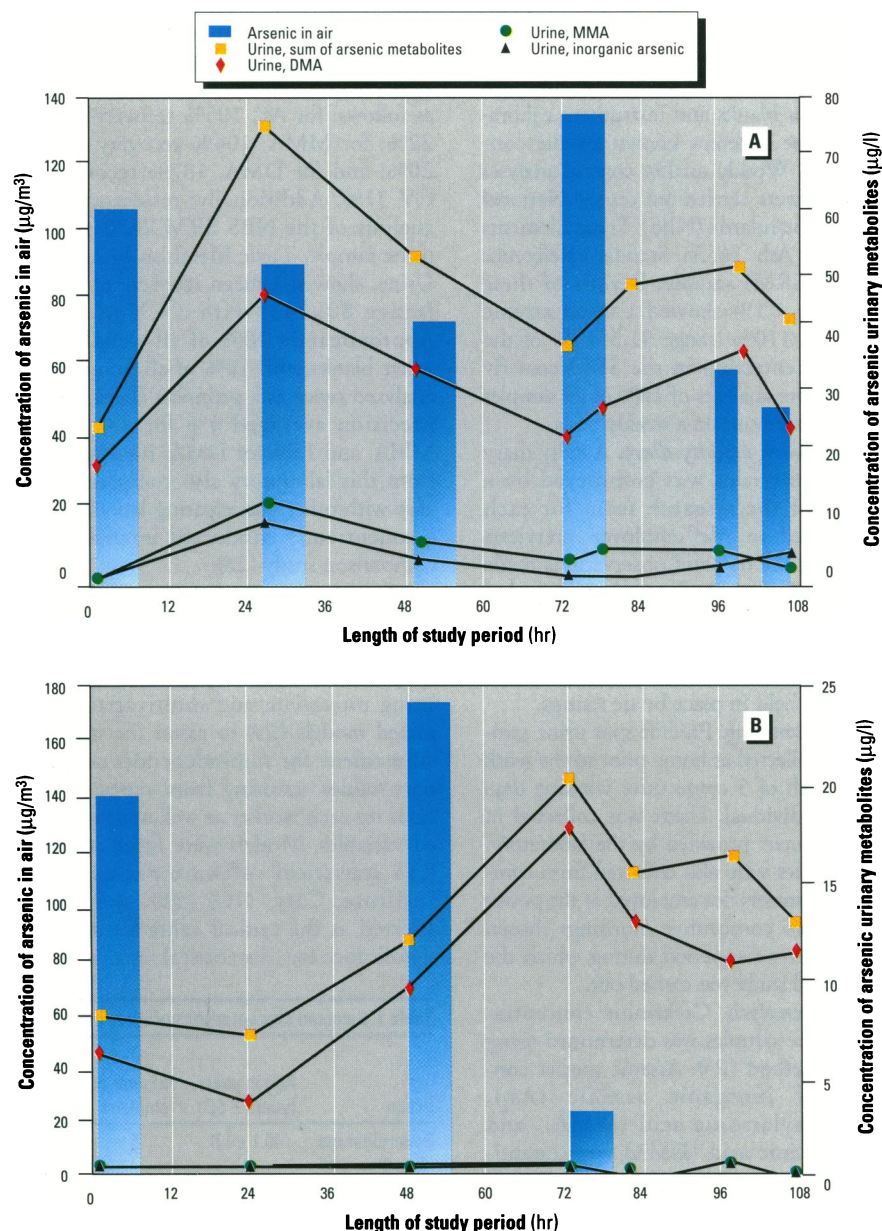 Arsenic in air
Urine, sum of arsenic metabolites
Urine, DMA
Urine, MMA
Urine, inorganic arsenic
A
Concentration of arsenic in air (µg/m³)
140
120
100
80
60
40
20
0
Concentration of arsenic urinary metabolites (µg/l)
80
70
60
50
40
30
20
10
0
0 12 24 36 48 60 72 84 96 108
Length of study period (hr)
B
Concentration of arsenic in air (µg/m³)
180
160
140
120
100
80
60
40
20
0
Concentration of arsenic urinary metabolites (µg/l)
25
20
15
10
5
0
0 12 24 36 48 60 72 84 96 108
Length of study period (hr)